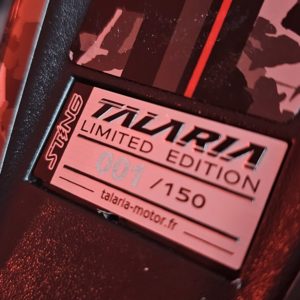 STING
TALARIA
LIMITED EDITION
001 /150
talaria-motor.fr